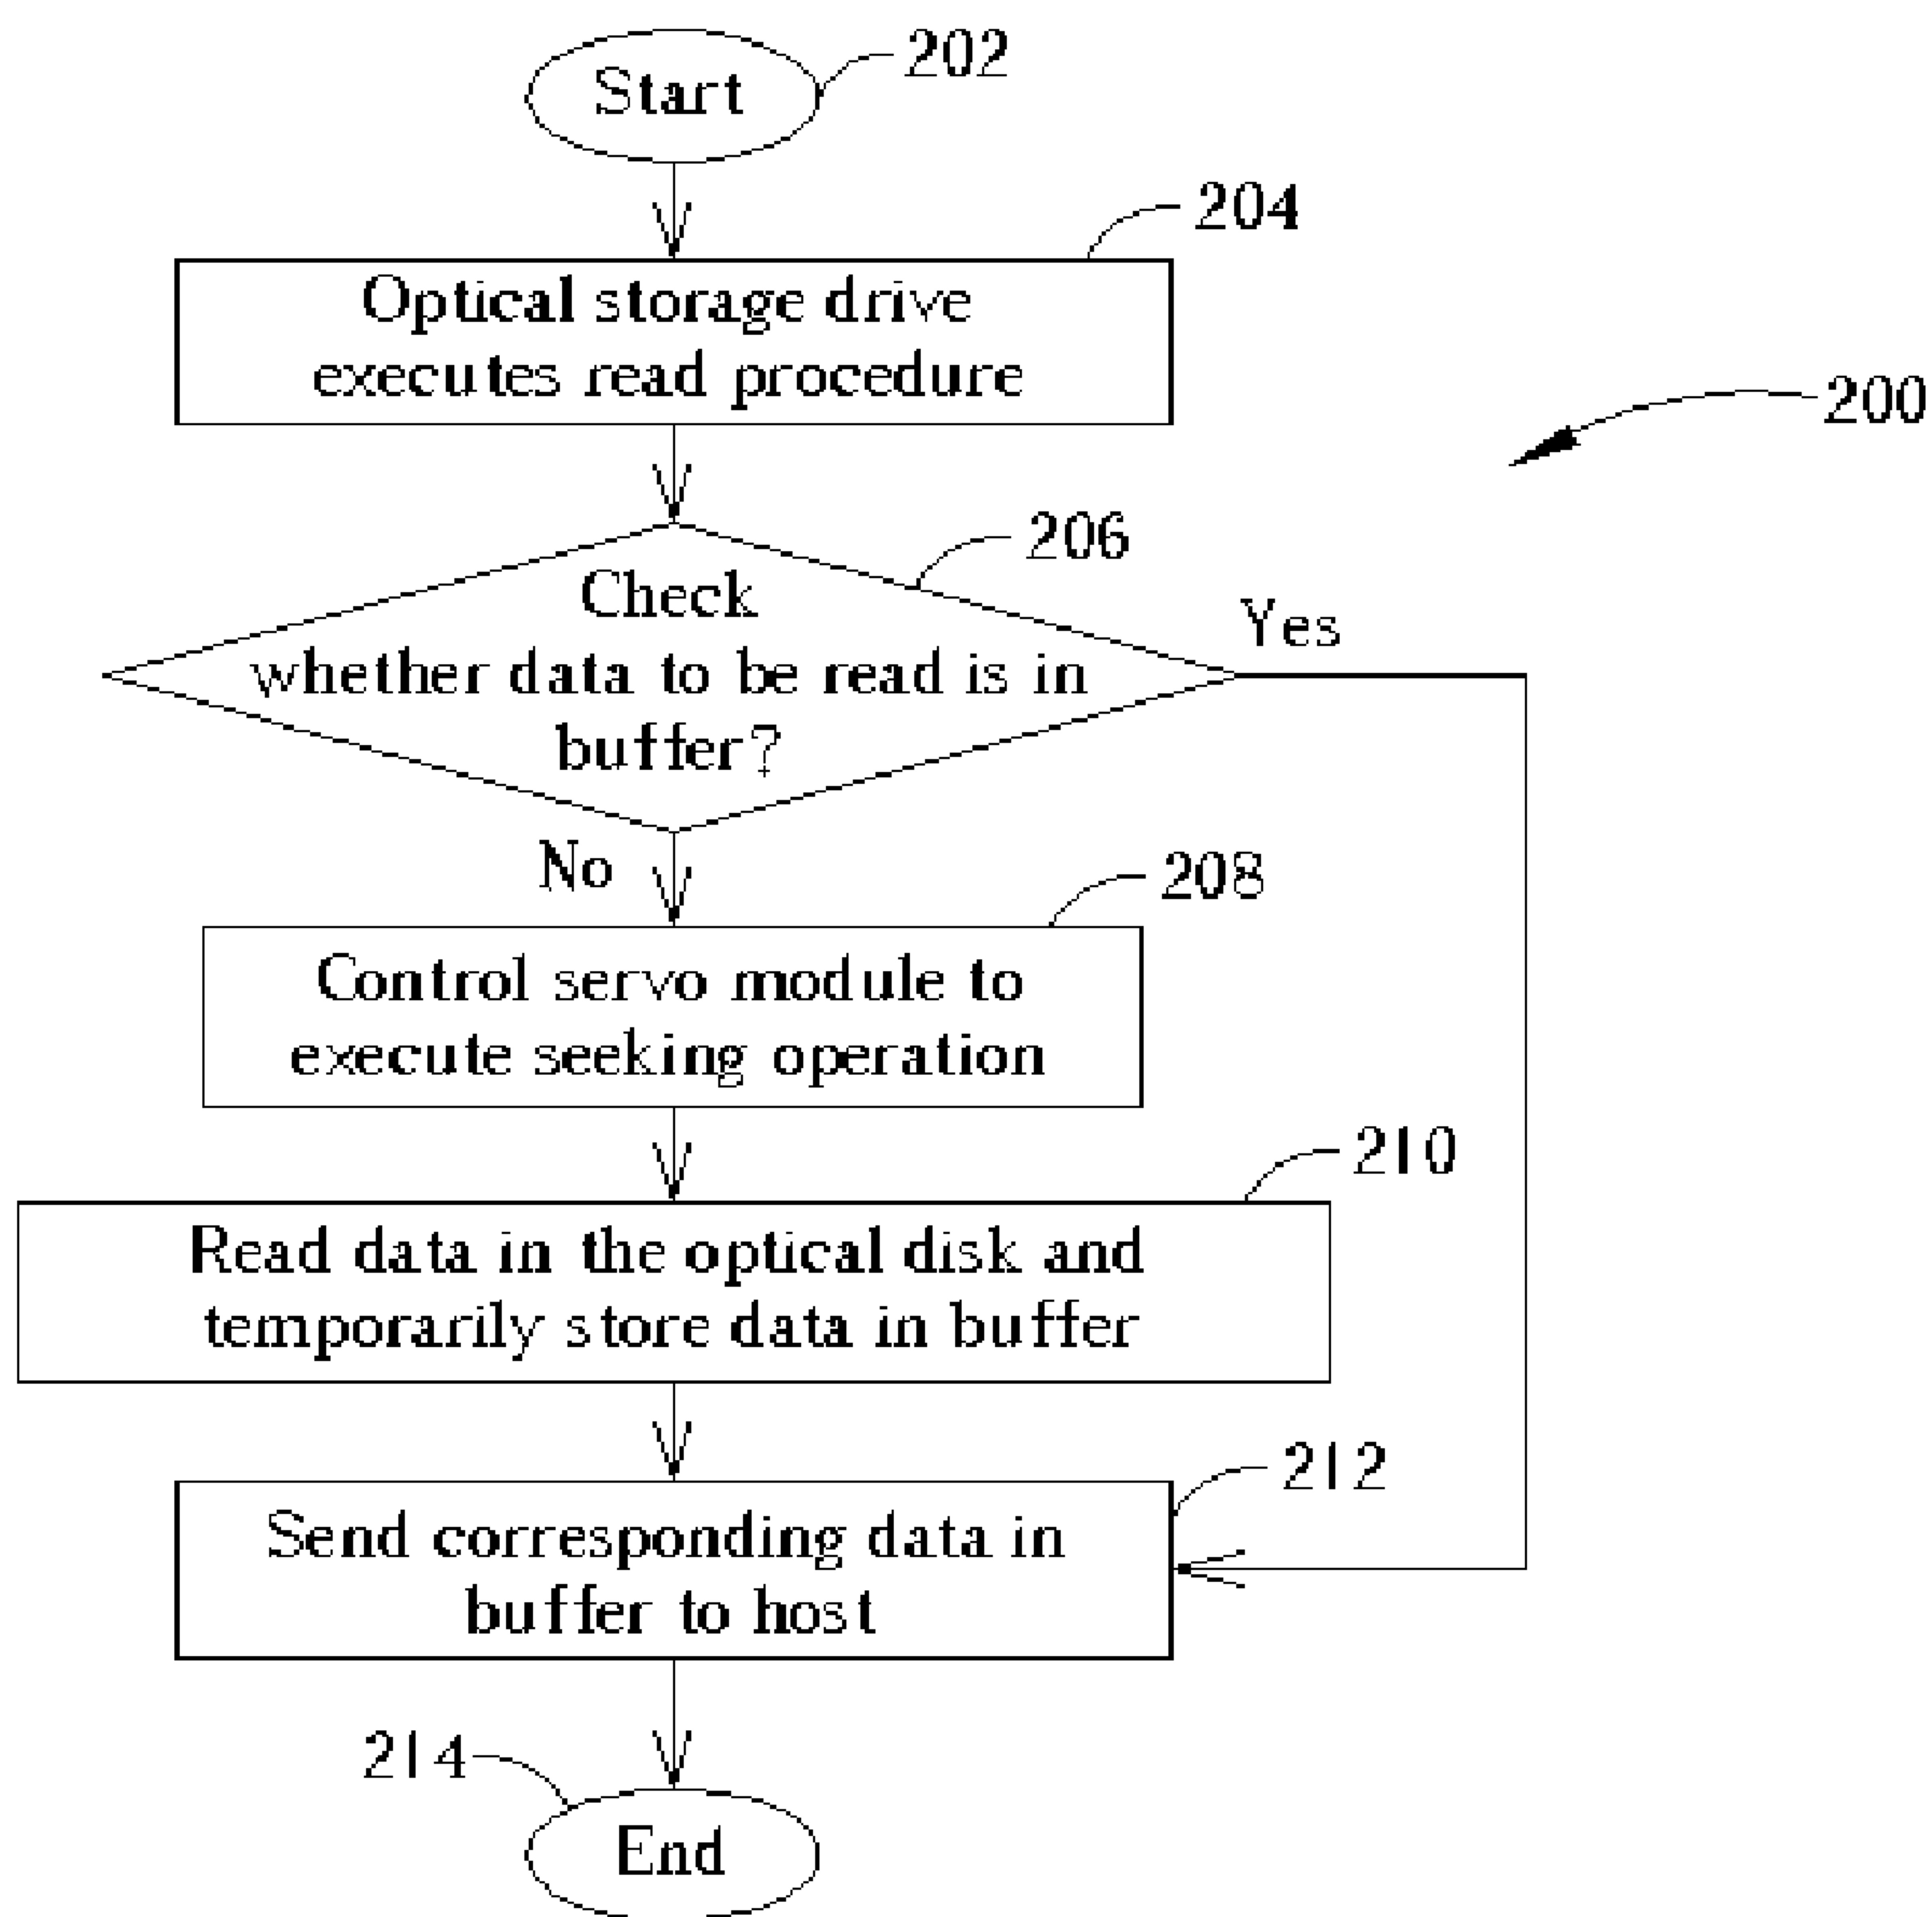 Start
202
204
Optical storage drive
executes read procedure
200
206
Check
whether data to be read is in
buffer?
Yes
No
208
Control servo module to
execute seeking operation
210
Read data in the optical disk and
temporarily store data in buffer
212
Send corresponding data in
buffer to host
214
End